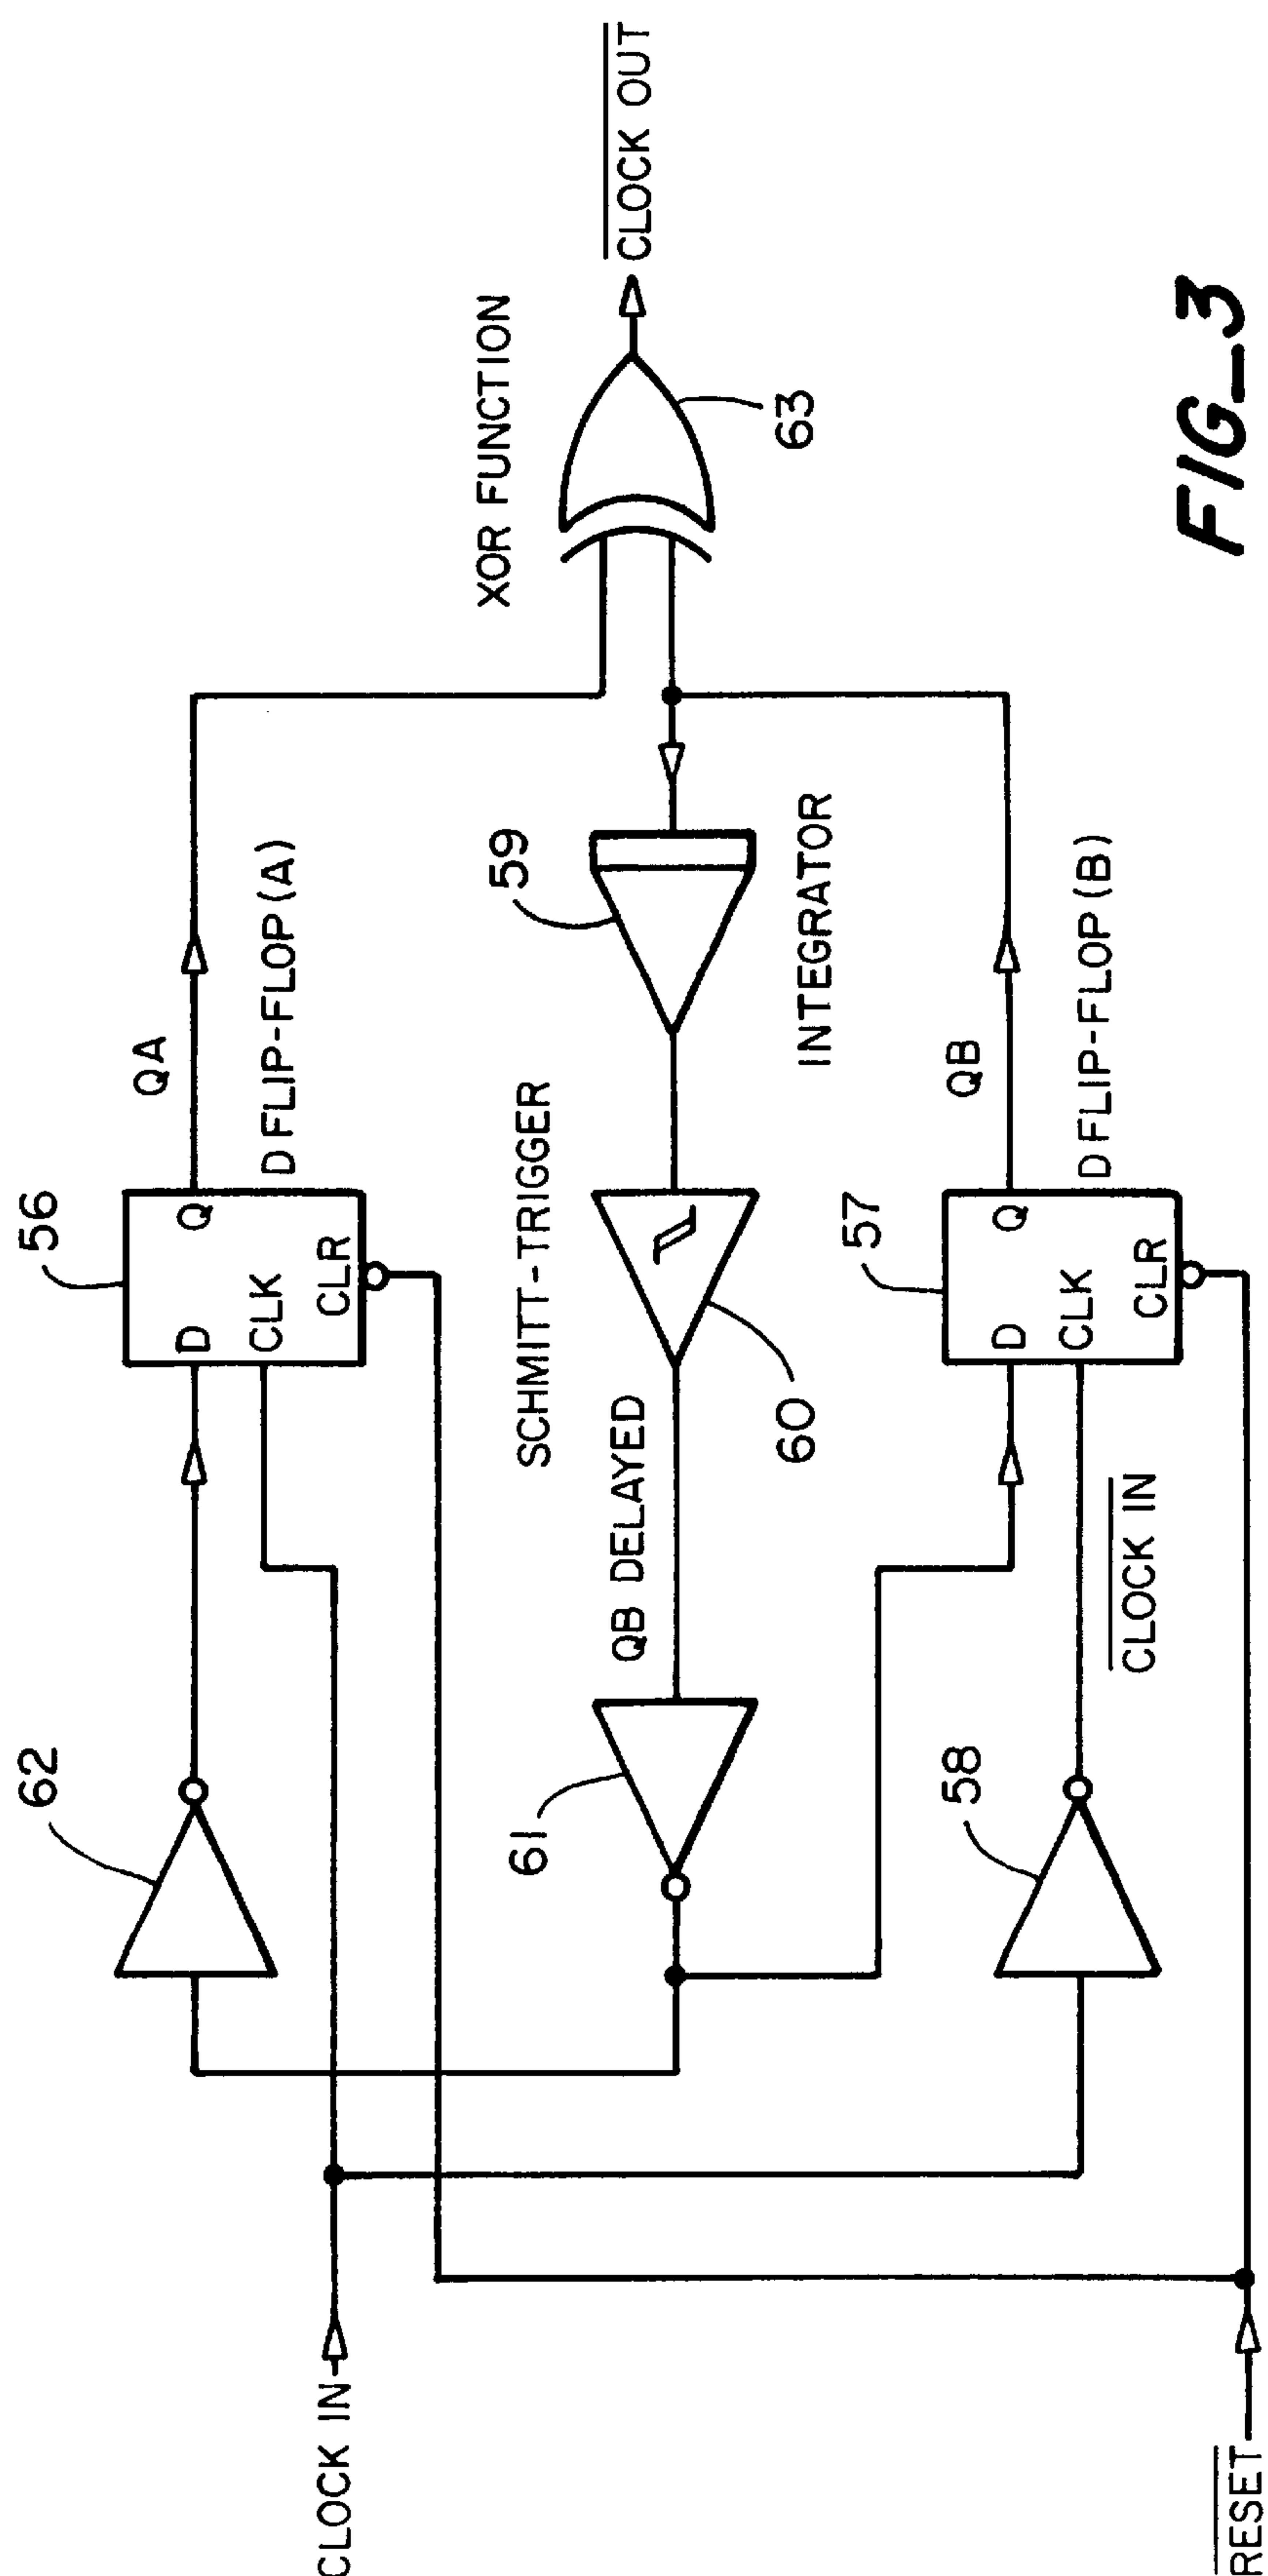 62
56
QA
D
Q
CLK
CLR
D FLIP-FLOP(A)
CLOCK IN
XOR FUNCTION
CLOCK OUT
63
SCHMITT-TRIGGER
59
61
QB DELAYED
60
INTEGRATOR
58
57
QB
D
Q
CLK
CLR
D FLIP-FLOP(B)
CLOCK IN
RESET
FIG_3